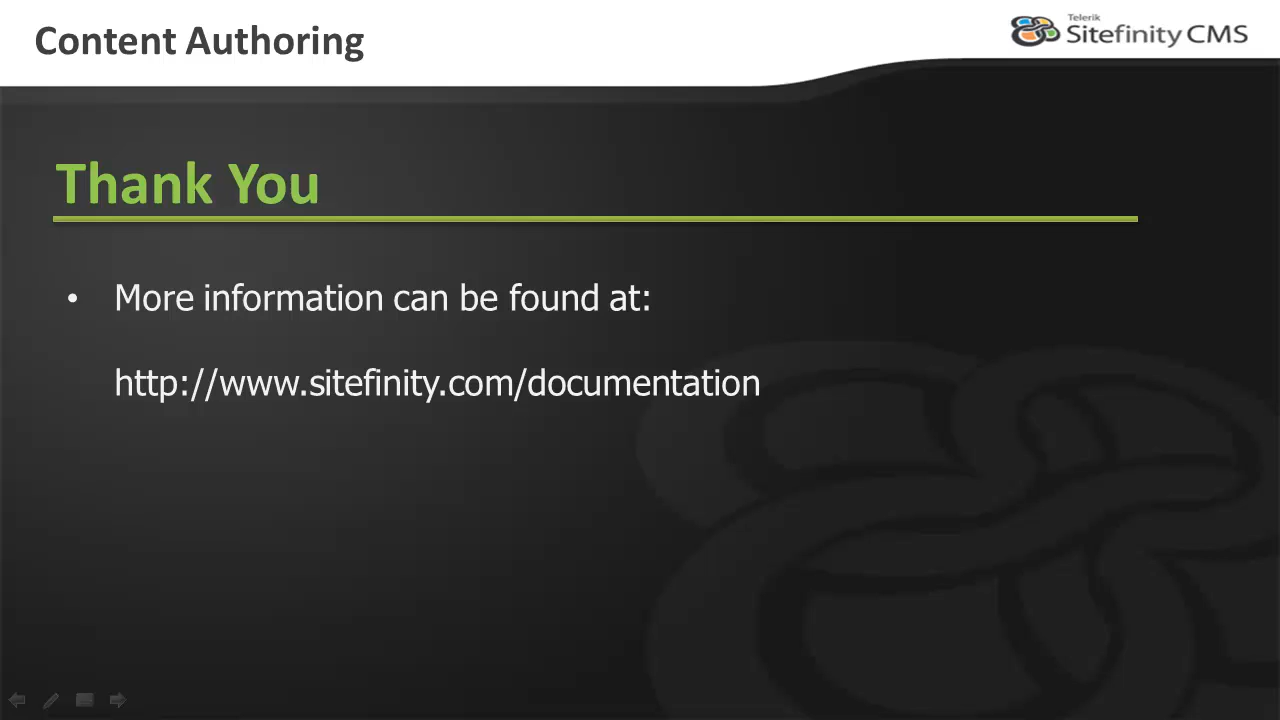 Content Authoring
Telerik
Sitefinity CMS
Thank You
• More information can be found at:
http://www.sitefinity.com/documentation